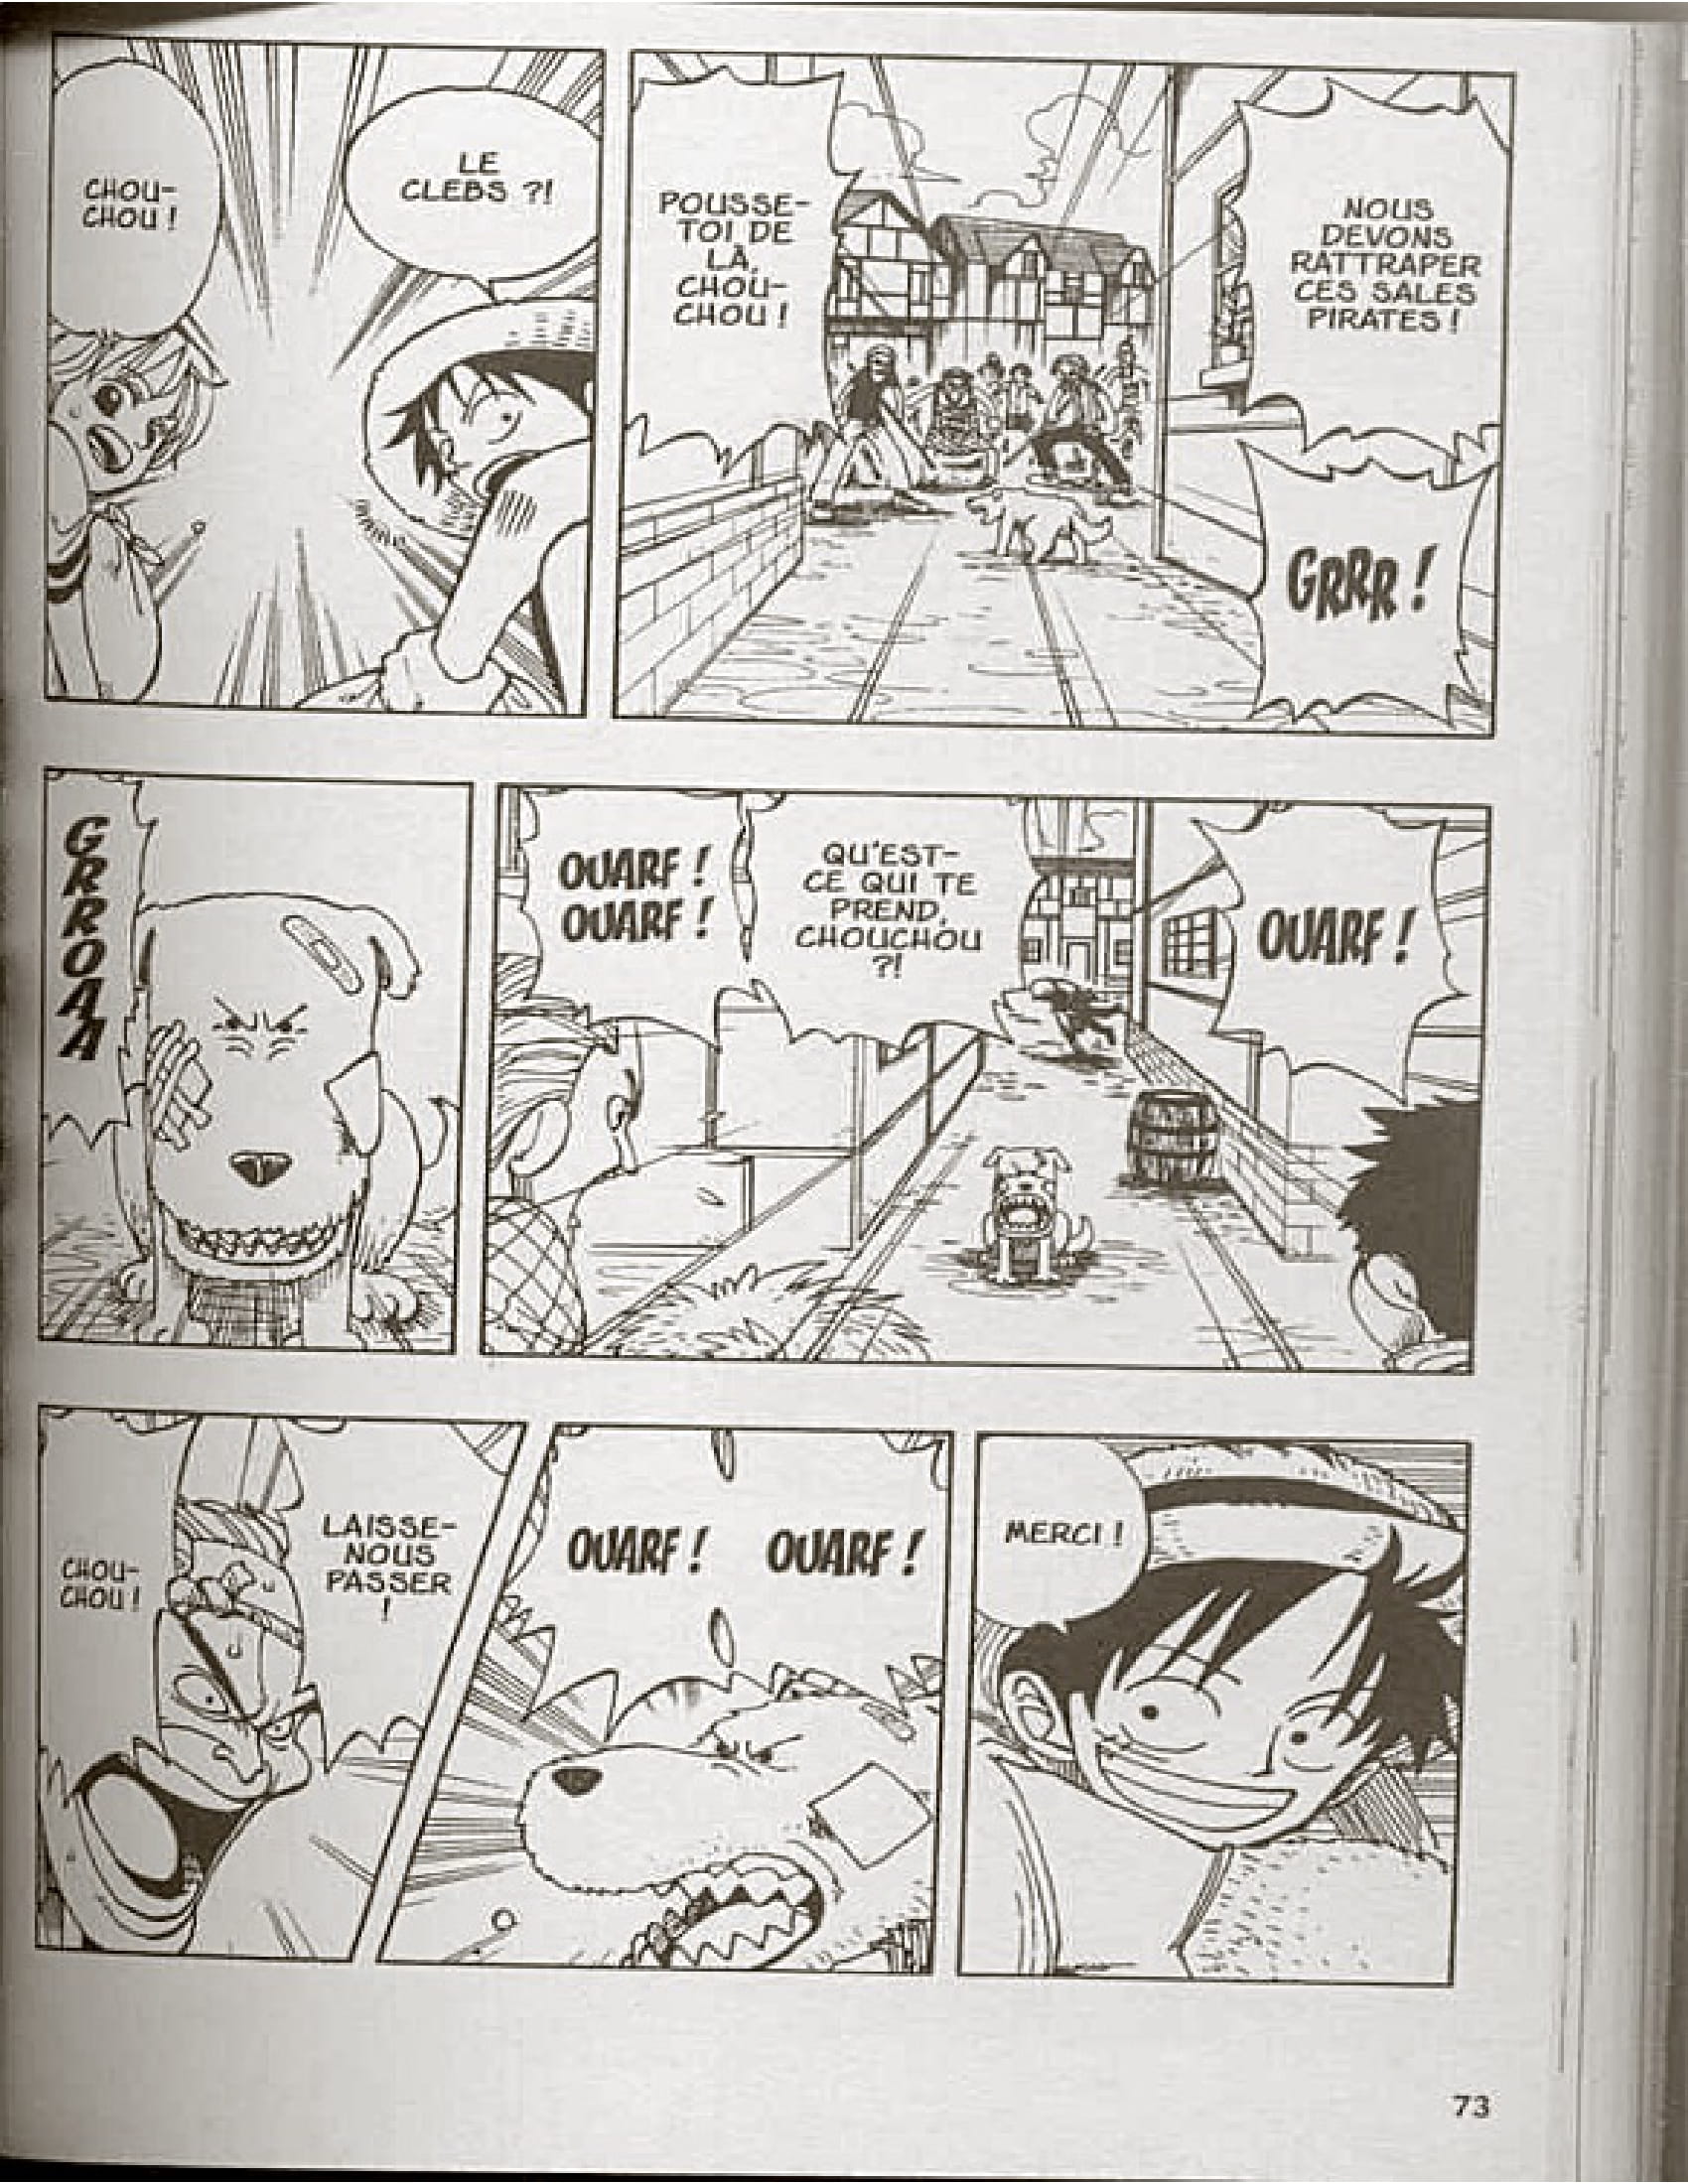 NOUS
DEVONS
RATTRAPER
CES SALES
PIRATES !
GRRR !
POUSSE-
TOI DE
LÀ,
CHOU-
CHOU !
LE
CLEBS ?!
CHOU-
CHOU !
OUARF !
QU'EST-
CE QUI TE
PREND,
CHOUCHOU
?!
OUARF !
OUARF !
GRROAA
MERCI !
OUARF ! OUARF !
LAISSE-
NOUS
PASSER
!
CHOU-
CHOU !
73